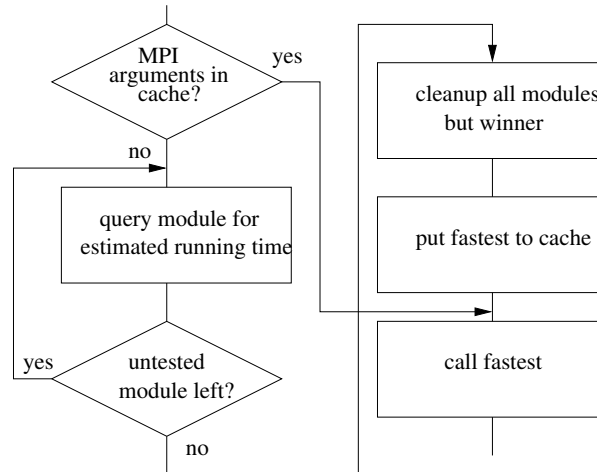 MPI
arguments in
cache?
yes
no
query module for
estimated running time
yes
untested
module left?
no
cleanup all modules
but winner
put fastest to cache
call fastest